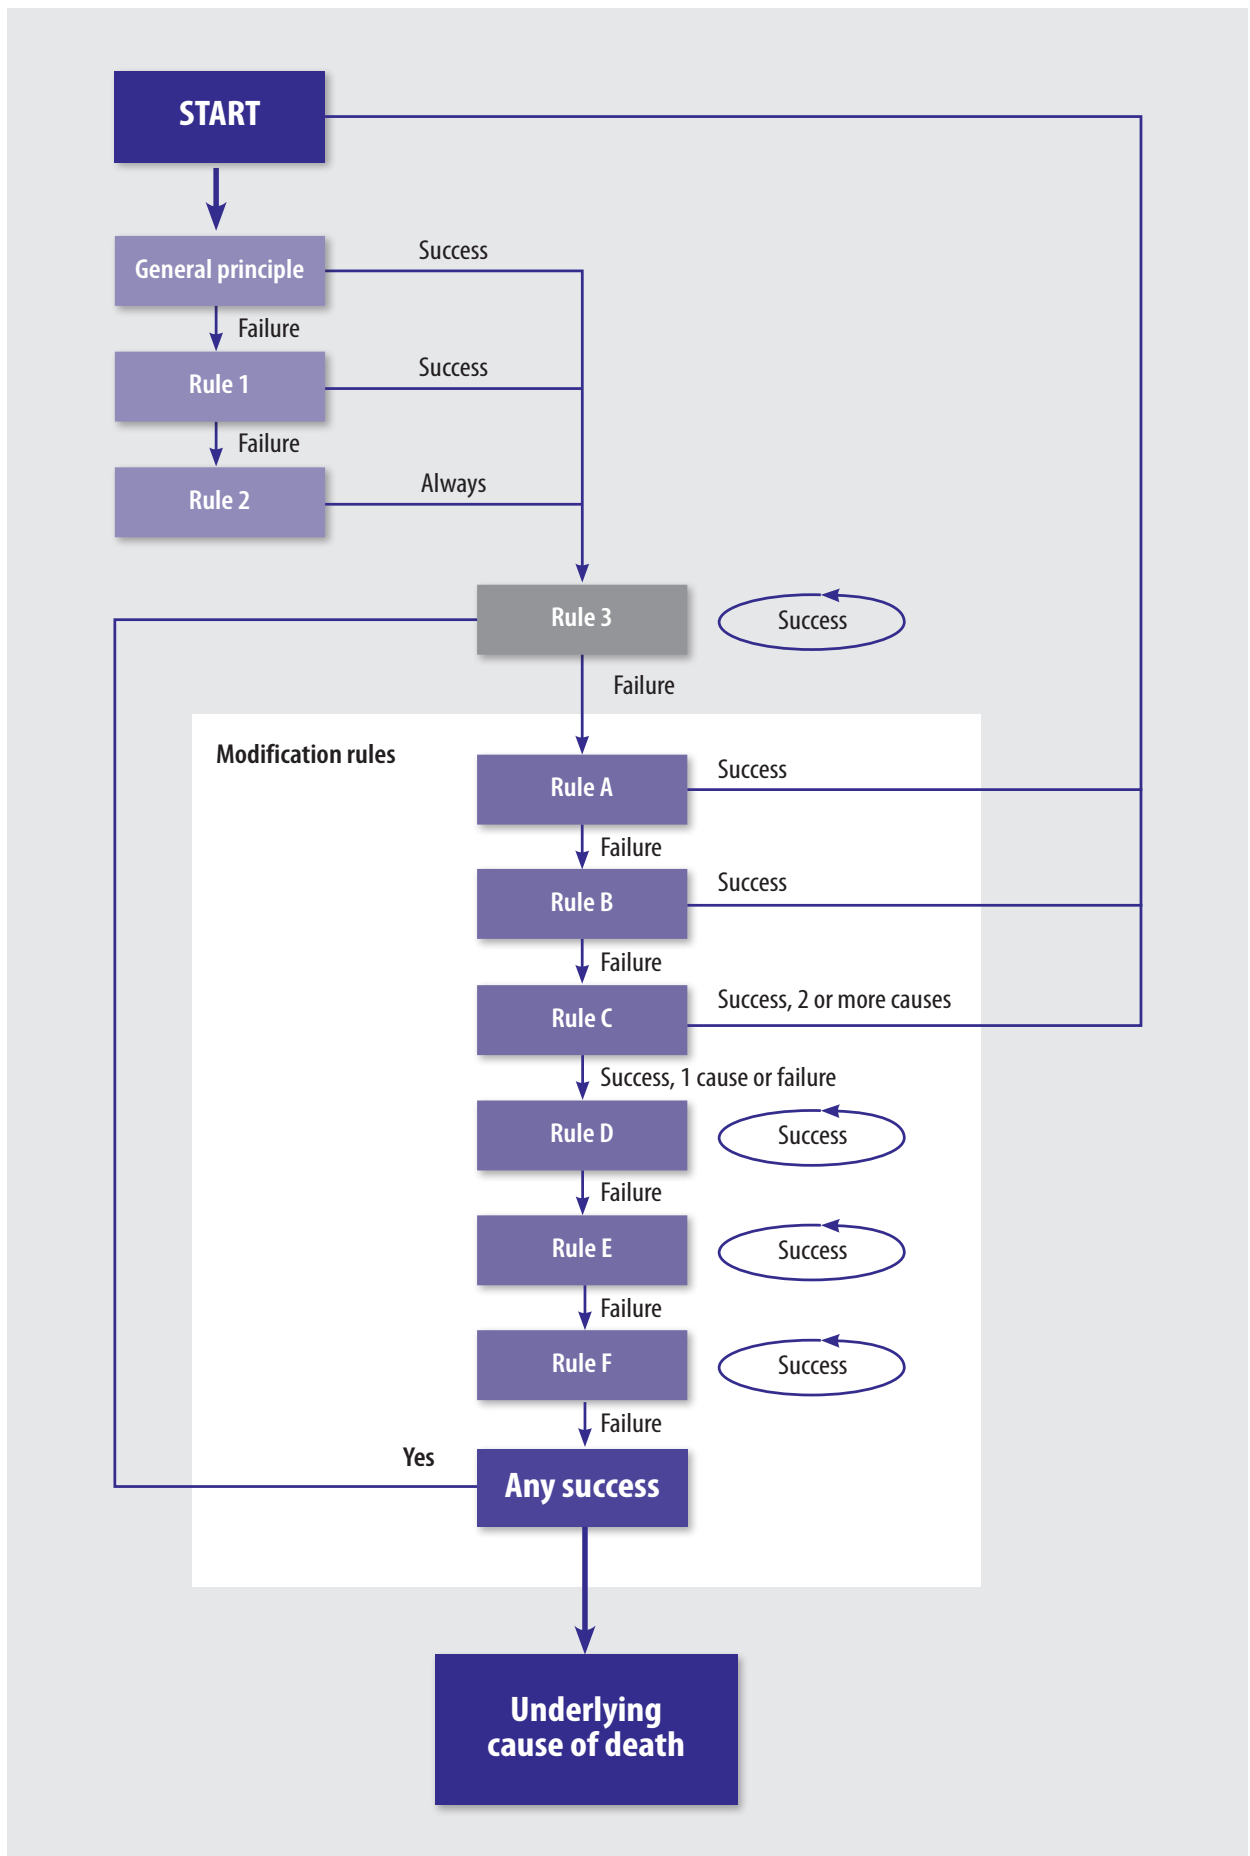 START
General principle
Success
Failure
Rule 1
Success
Failure
Rule 2
Always
Rule 3
Success
Failure
Modification rules
Rule A
Success
Failure
Rule B
Success
Failure
Rule C
Success, 2 or more causes
Success, 1 cause or failure
Rule D
Success
Failure
Rule E
Success
Failure
Rule F
Success
Failure
Yes
Any success
Underlying
cause of death